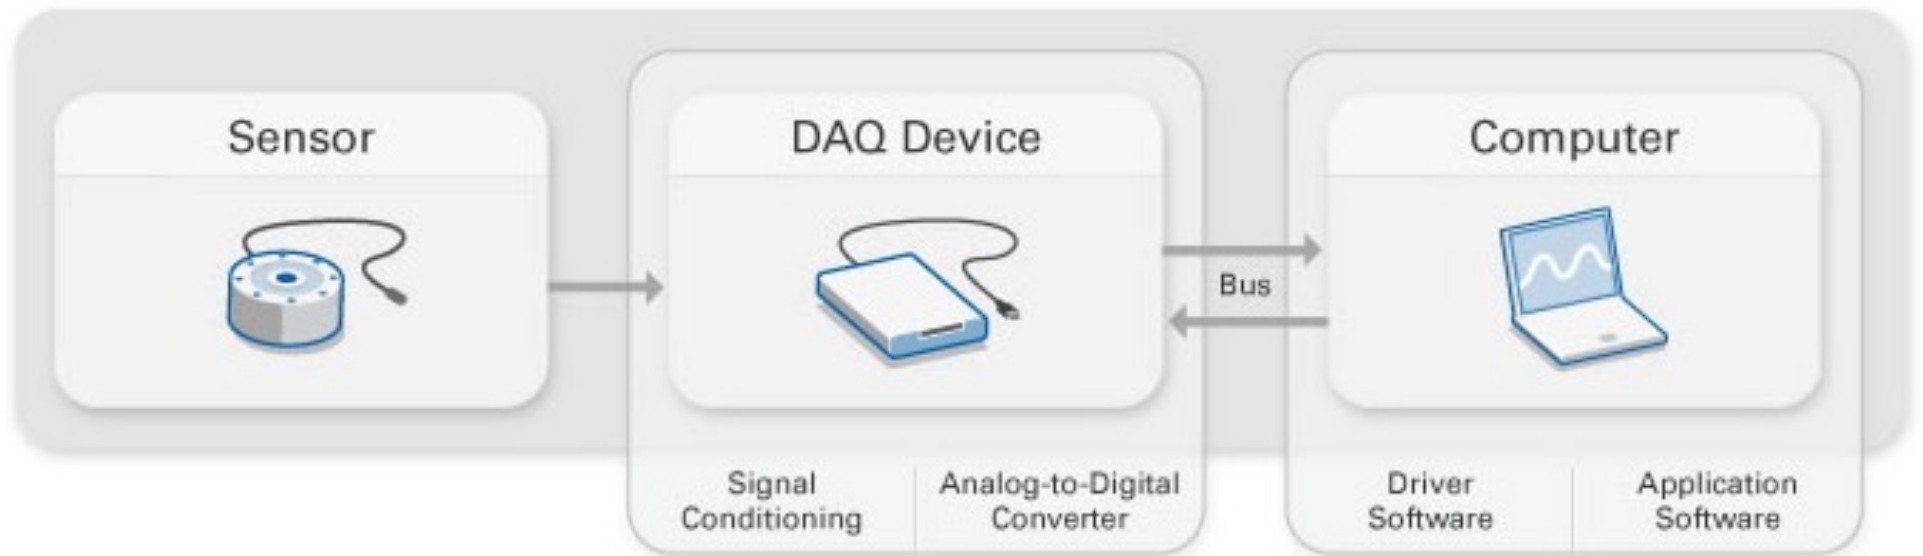 Sensor
DAQ Device
Computer
Bus
Signal
Conditioning
Analog-to-Digital
Converter
Driver
Software
Application
Software